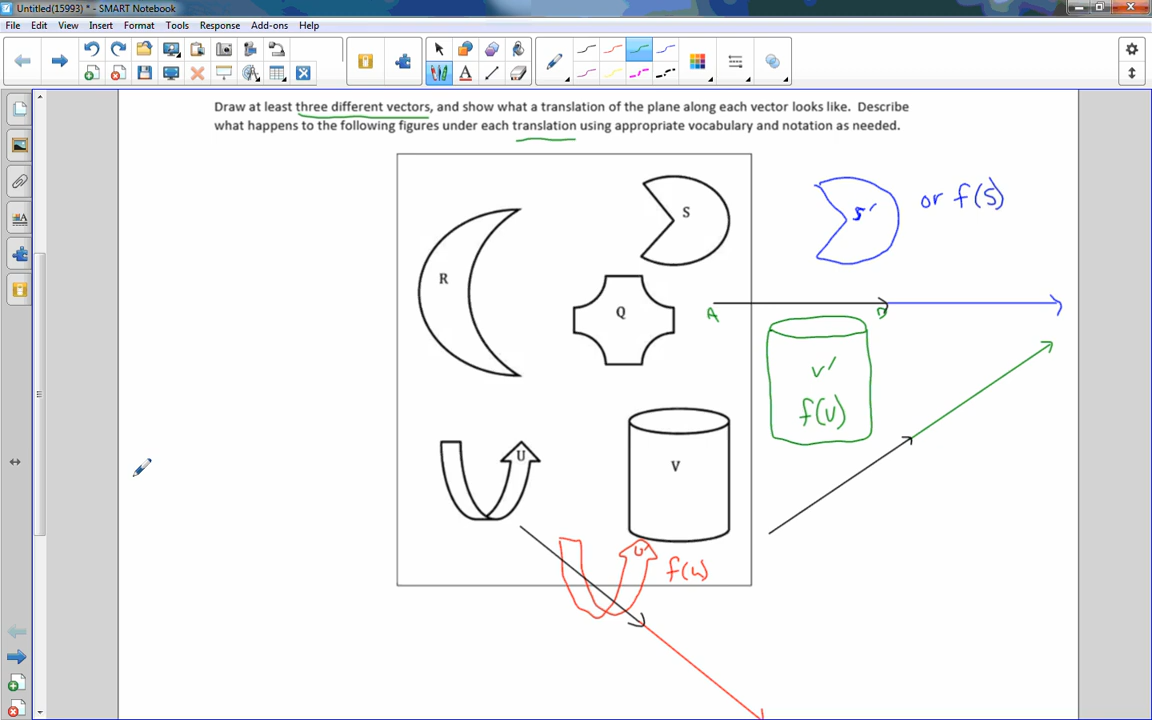 Untitled(15993) * - SMART Notebook
File Edit View Insert Format Tools Response Add-ons Help
Draw at least three different vectors, and show what a translation of the plane along each vector looks like. Describe
what happens to the following figures under each translation using appropriate vocabulary and notation as needed.
S
S' or f(S)
R
Q
A
V'
f(V)
U
V
U'
f(u)